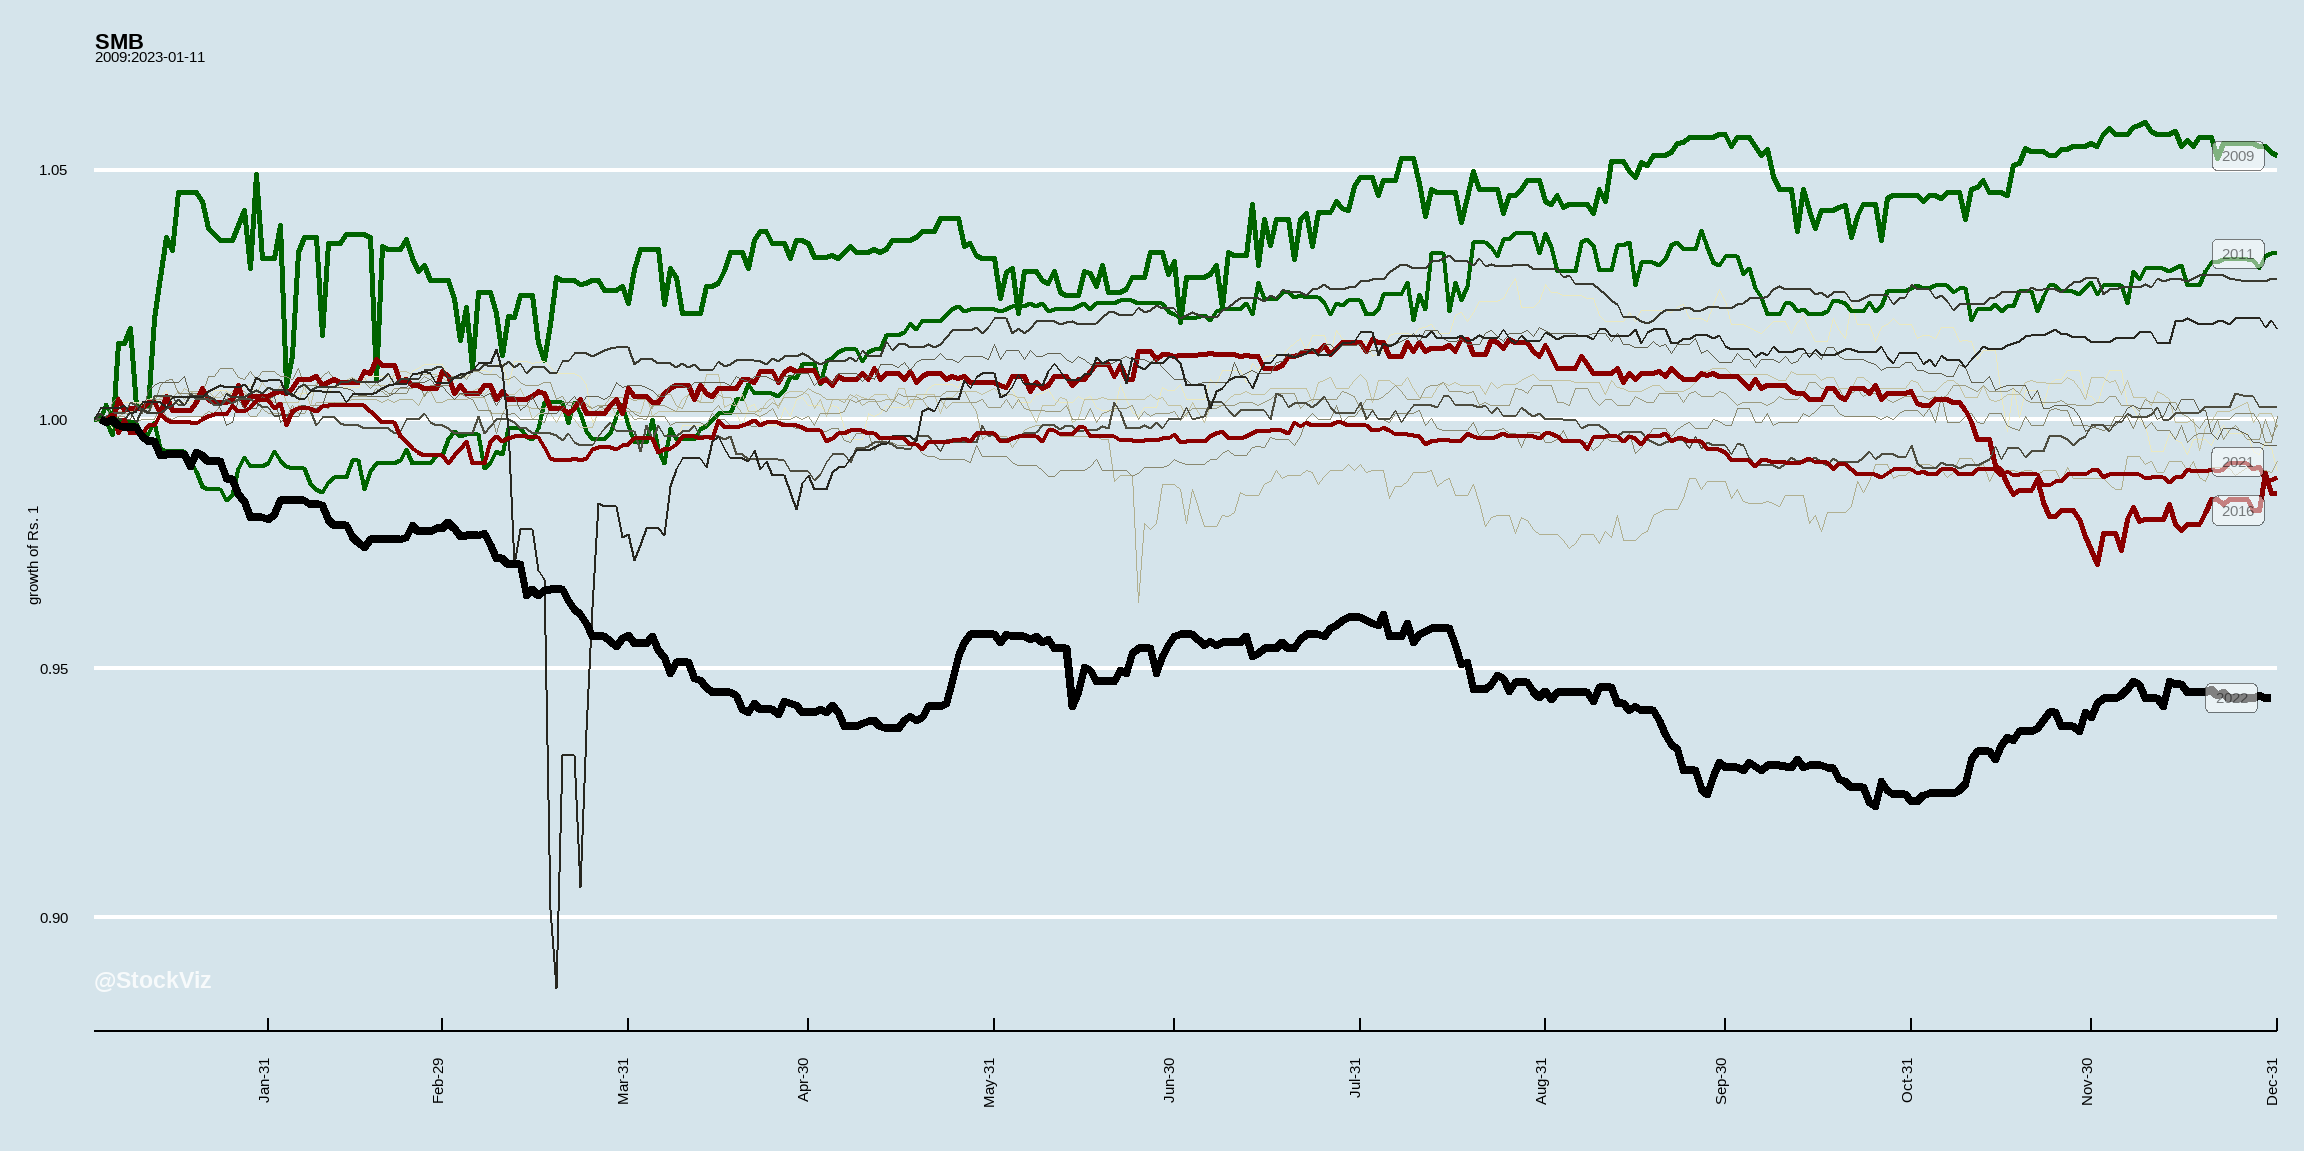 SMB
2009:2023-01-11
1.05
1.00
0.95
0.90
growth of Rs. 1
2009
2011
2021
2016
2022
@StockViz
Jan-31
Feb-29
Mar-31
Apr-30
May-31
Jun-30
Jul-31
Aug-31
Sep-30
Oct-31
Nov-30
Dec-31